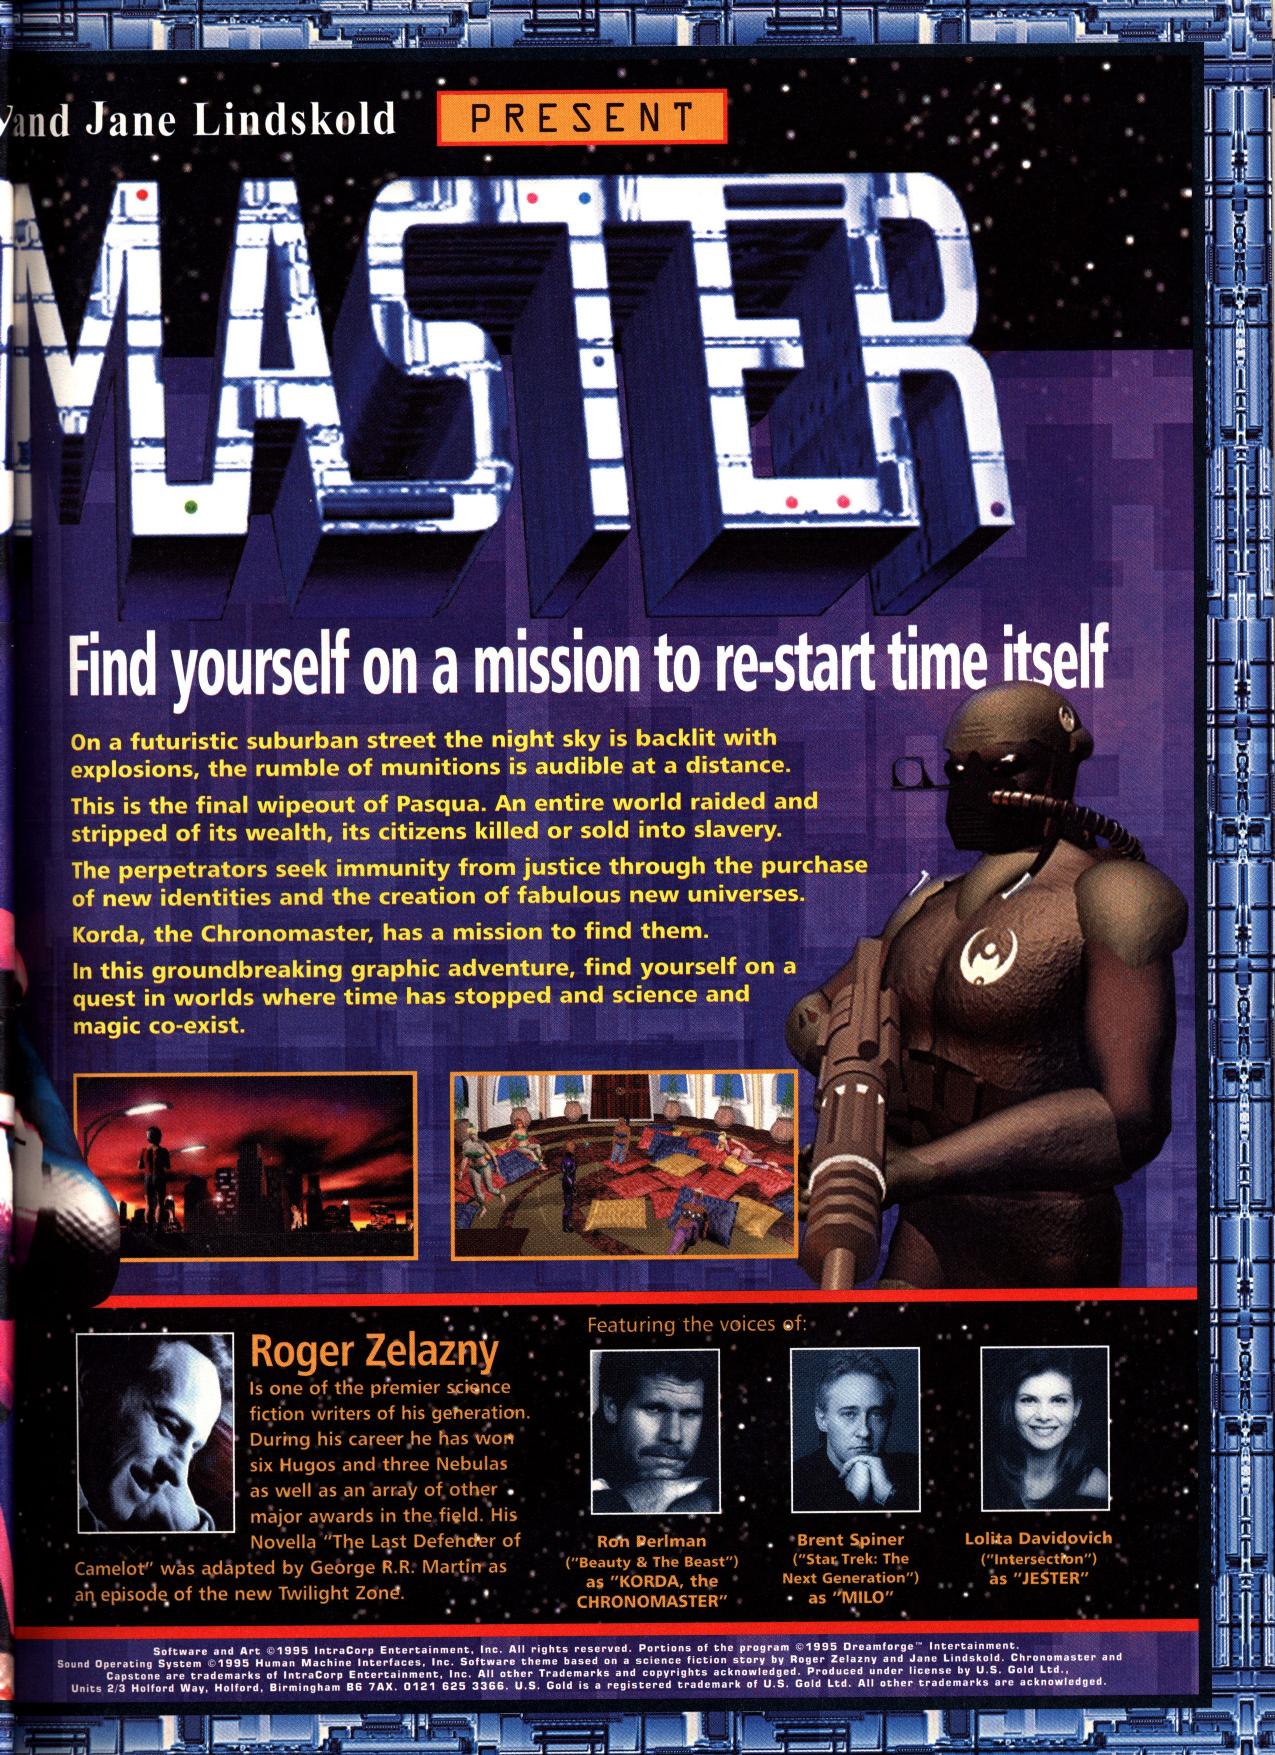 and Jane Lindskold PRESENT
MASTER
Find yourself on a mission to re-start time itself
On a futuristic suburban street the night sky is backlit with
explosions, the rumble of munitions is audible at a distance.
This is the final wipeout of Pasqua. An entire world raided and
stripped of its wealth, its citizens killed or sold into slavery.
The perpetrators seek immunity from justice through the purchase
of new identities and the creation of fabulous new universes.
Korda, the Chronomaster, has a mission to find them.
In this groundbreaking graphic adventure, find yourself on a
quest in worlds where time has stopped and science and
magic co-exist.
Roger Zelazny
Is one of the premier science
fiction writers of his generation.
During his career he has won
six Hugos and three Nebulas
as well as an array of other
major awards in the field. His
Novella "The Last Defender of
Camelot" was adapted by George R.R. Martin as
an episode of the new Twilight Zone.
Featuring the voices of:
Ron Perlman
("Beauty & The Beast")
as "KORDA, the
CHRONOMASTER"
Brent Spiner
("Star Trek: The
Next Generation")
as "MILO"
Lolita Davidovich
("Intersection")
as "JESTER"
Software and Art ©1995 IntraCorp Entertainment, Inc. All rights reserved. Portions of the program ©1995 Dreamforge™ Intertainment.
Sound Operating System ©1995 Human Machine Interfaces, Inc. Software theme based on a science fiction story by Roger Zelazny and Jane Lindskold. Chronomaster and
Capstone are trademarks of IntraCorp Entertainment, Inc. All other Trademarks and copyrights acknowledged. Produced under license by U.S. Gold Ltd.,
Units 2/3 Holford Way, Holford, Birmingham B6 7AX. 0121 625 3366. U.S. Gold is a registered trademark of U.S. Gold Ltd. All other trademarks are acknowledged.